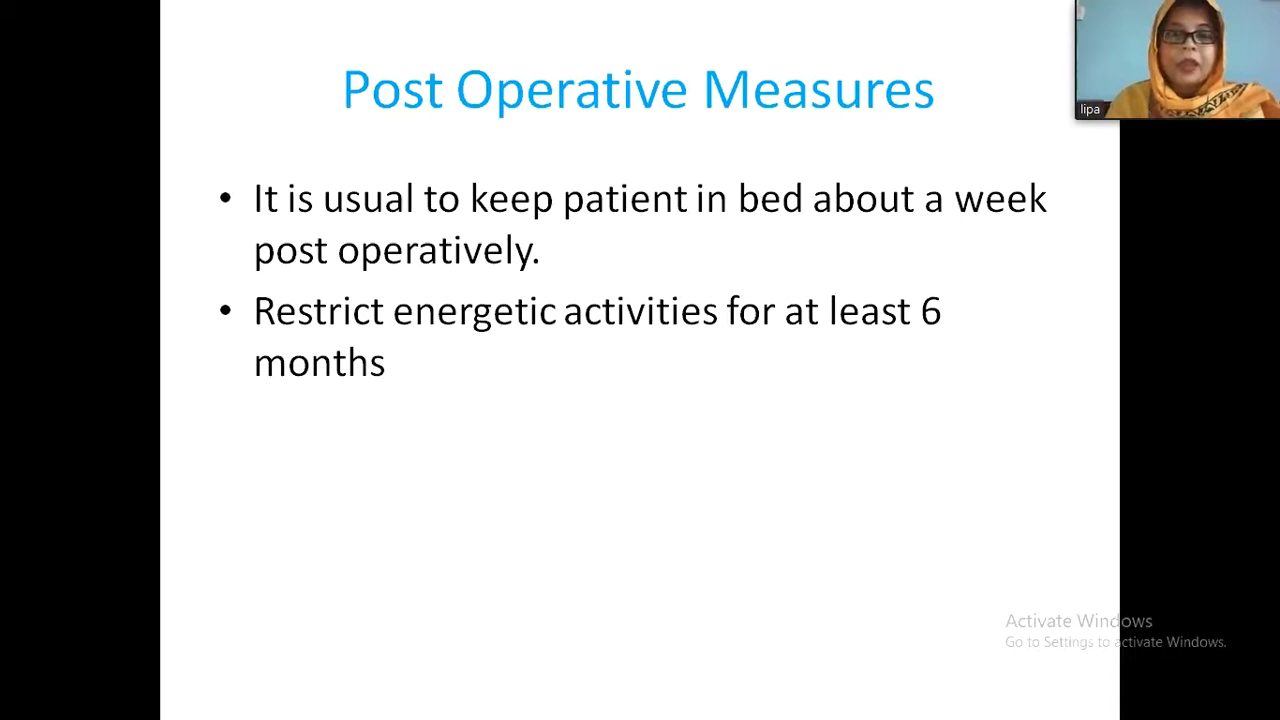 Post Operative Measures
lipa
• It is usual to keep patient in bed about a week
post operatively.
• Restrict energetic activities for at least 6
months
Activate Windows
Go to Settings to activate Windows.